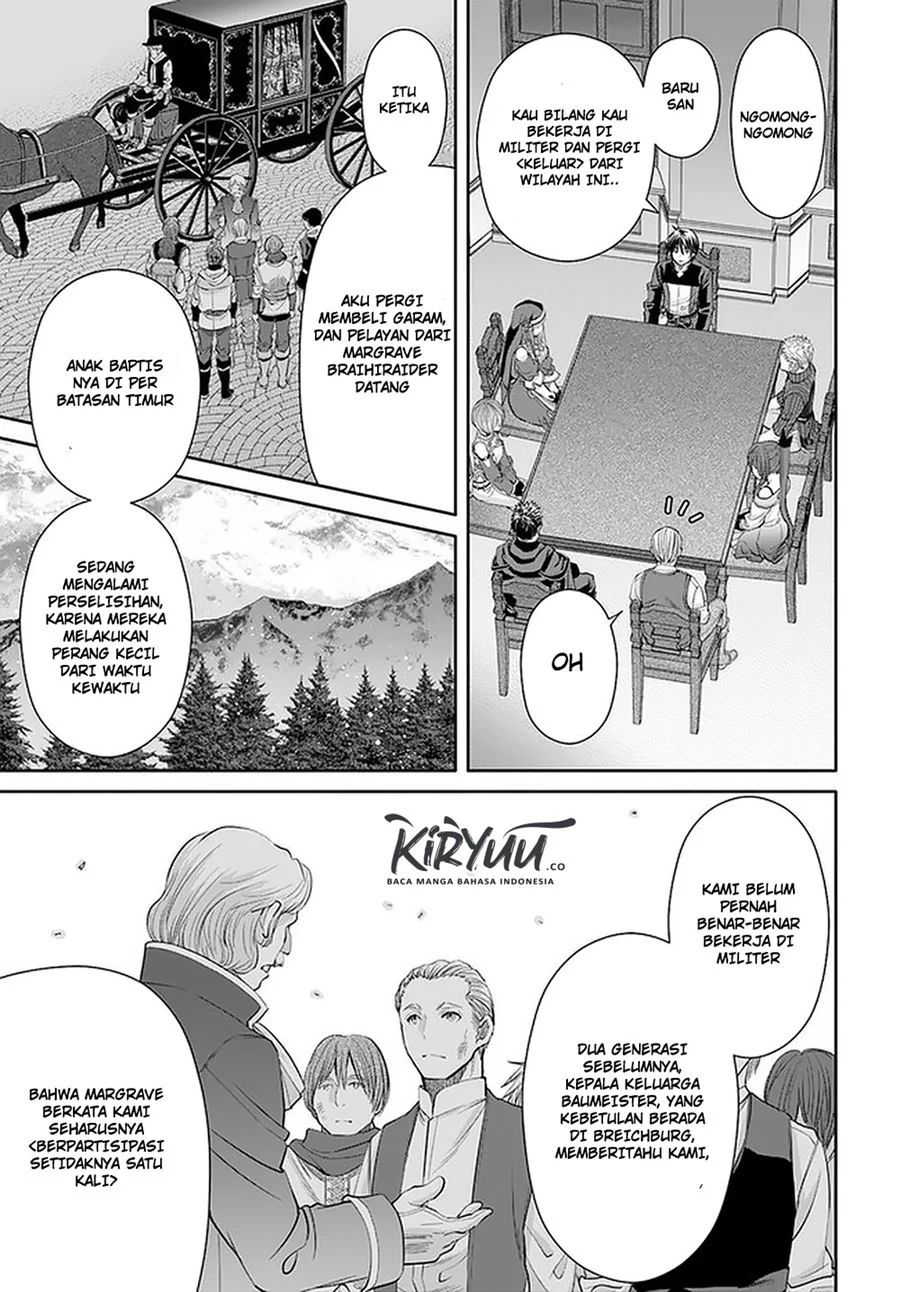 NGOMONG-
NGOMONG
BARU
SAN
KAU BILANG KAU
BEKERJA DI
MILITER DAN PERGI
<KELUAR> DARI
WILAYAH INI..
OH
ITU
KETIKA
AKU PERGI
MEMBELI GARAM,
DAN PELAYAN DARI
MARGRAVE
BRAIHIRAIDER
DATANG
ANAK BAPTIS
NYA DI PER
BATASAN TIMUR
SEDANG
MENGALAMI
PERSELISIHAN,
KARENA MEREKA
MELAKUKAN
PERANG KECIL
DARI WAKTU
KEWAKTU
KIRYUU.CO
BACA MANGA BAHASA INDONESIA
KAMI BELUM
PERNAH
BENAR-BENAR
BEKERJA DI
MILITER
DUA GENERASI
SEBELUMNYA,
KEPALA KELUARGA
BAUMEISTER, YANG
KEBETULAN BERADA
DI BREICHBURG,
MEMBERITAHU KAMI,
BAHWA MARGRAVE
BERKATA KAMI
SEHARUSNYA
<BERPARTISIPASI
SETIDAKNYA SATU
KALI>